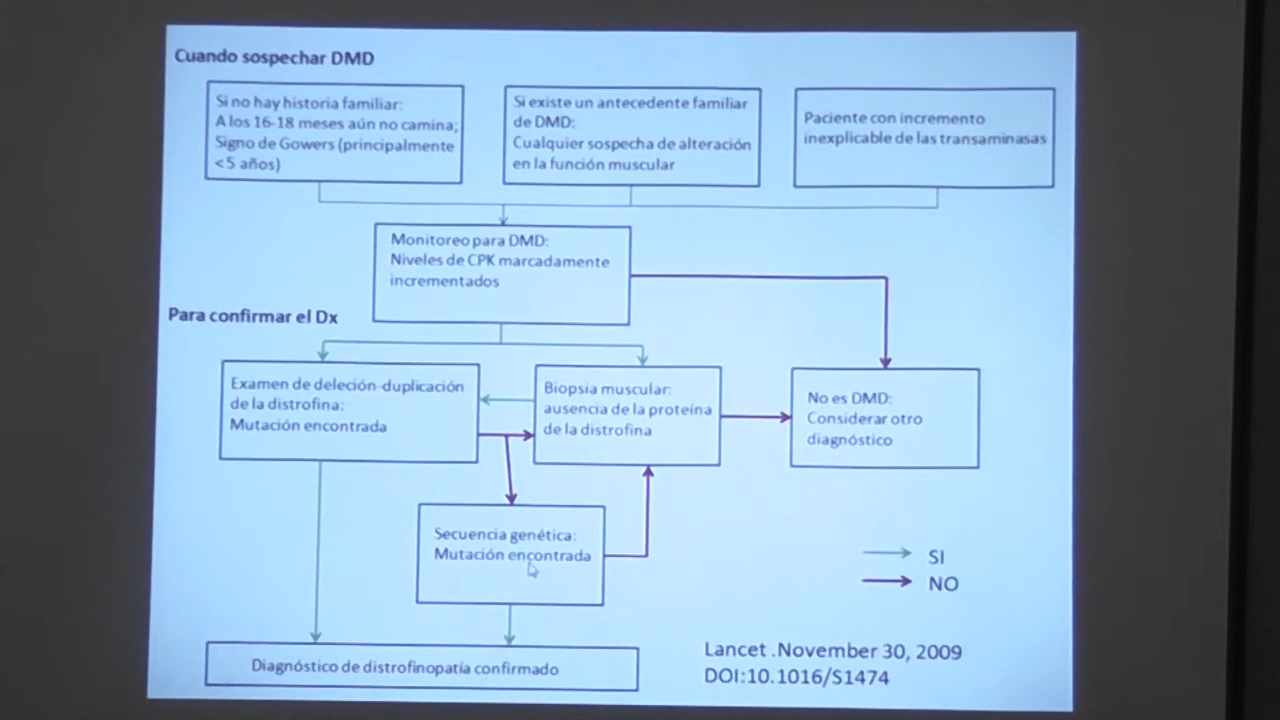 Cuando sospechar DMD
Si no hay historia familiar:
A los 16-18 meses aún no camina;
Signo de Gowers (principalmente
<5 años)
Si existe un antecedente familiar
de DMD:
Cualquier sospecha de alteración
en la función muscular
Paciente con incremento
inexplicable de las transaminasas
Monitoreo para DMD:
Niveles de CPK marcadamente
incrementados
Para confirmar el Dx
Examen de deleción-duplicación
de la distrofina:
Mutación encontrada
Biopsia muscular:
ausencia de la proteína
de la distrofina
No es DMD:
Considerar otro
diagnóstico
Secuencia genética:
Mutación encontrada
SI
NO
Diagnóstico de distrofinopatía confirmado
Lancet .November 30, 2009
DOI:10.1016/S1474